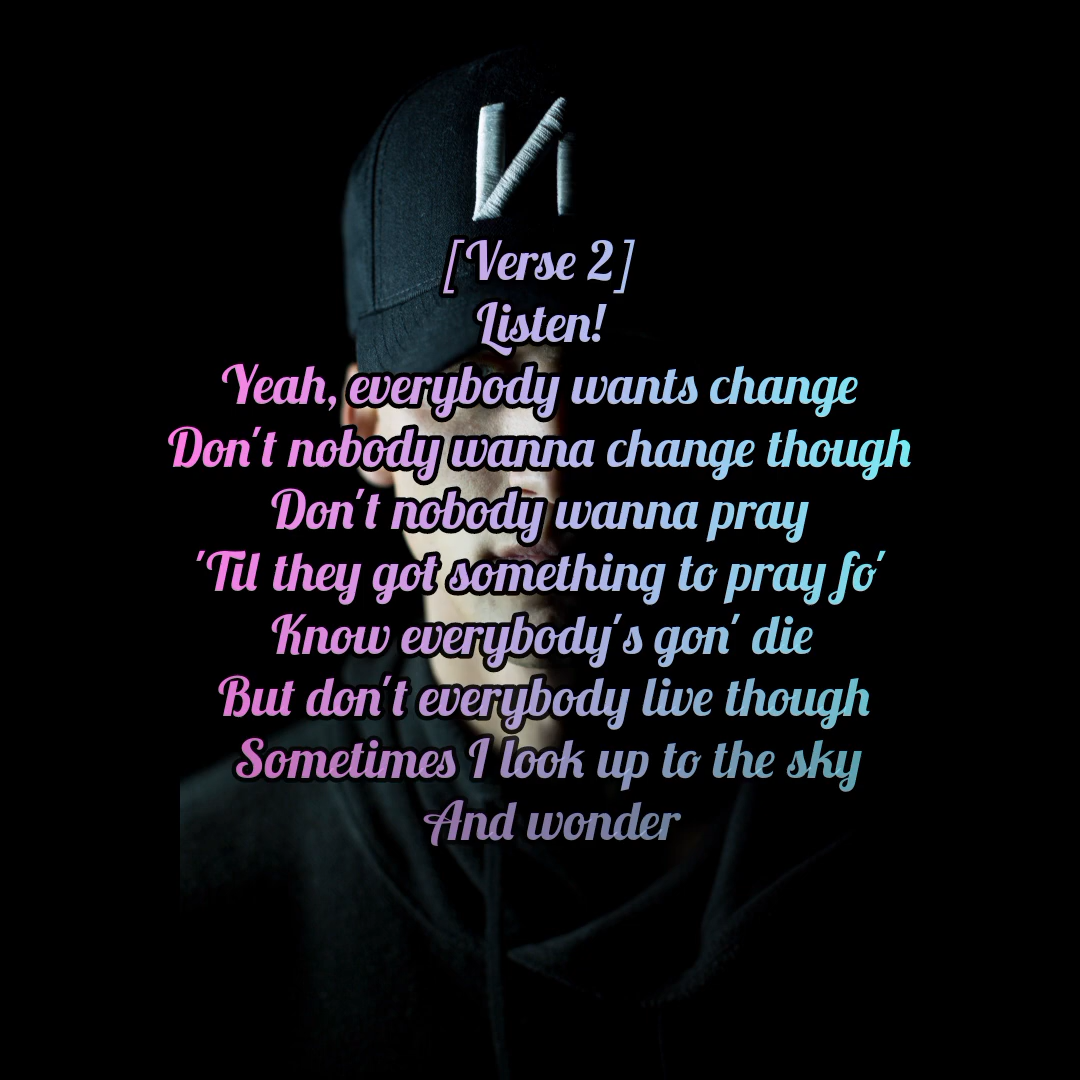 И
[Verse 2]
Listen!
Yeah, everybody wants change
Don't nobody wanna change though
Don't nobody wanna pray
'Til they got something to pray fo'
Know everybody's gon' die
But don't everybody live though
Sometimes I look up to the sky
And wonder